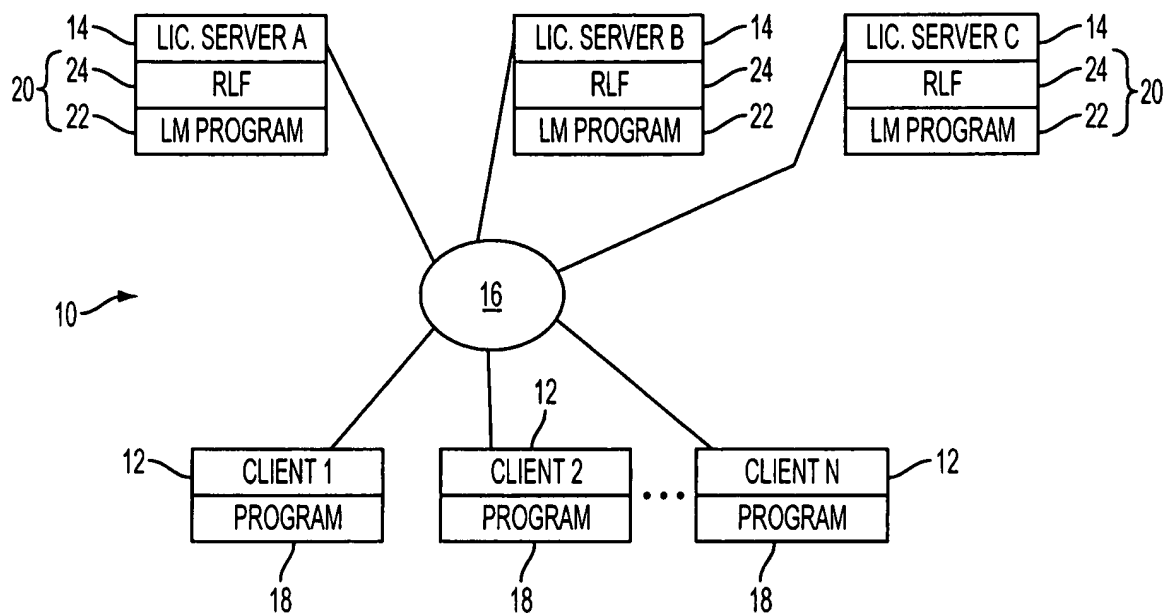 14 LIC. SERVER A LIC. SERVER B 14 LIC. SERVER C 14
20 24 RLF RLF 24 RLF 24 20
22 LM PROGRAM LM PROGRAM 22 LM PROGRAM 22
16
10
12
12 CLIENT 1 CLIENT 2 CLIENT N 12
PROGRAM PROGRAM ••• PROGRAM
18 18 18